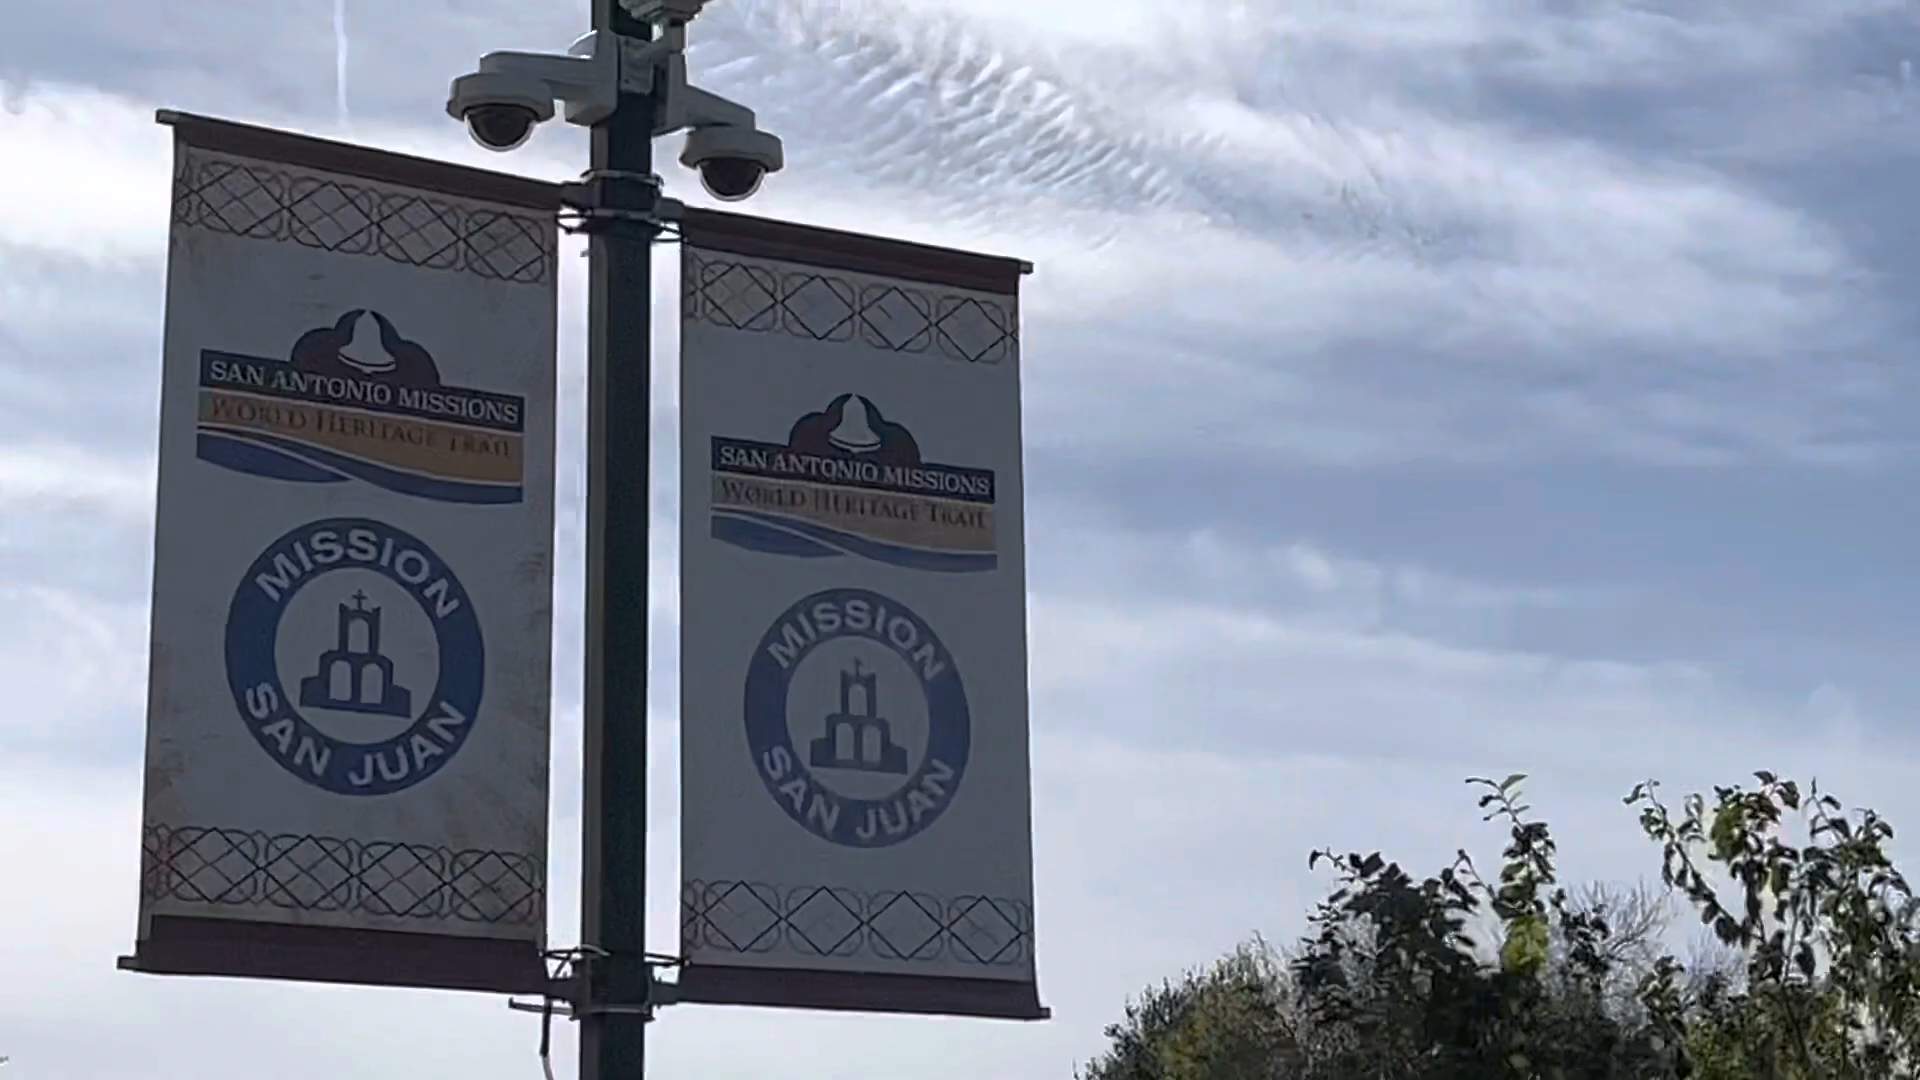 SAN ANTONIO MISSIONS
WORLD HERITAGE TRAIL
MISSION
SAN JUAN
SAN ANTONIO MISSIONS
WORLD HERITAGE TRAIL
MISSION
SAN JUAN